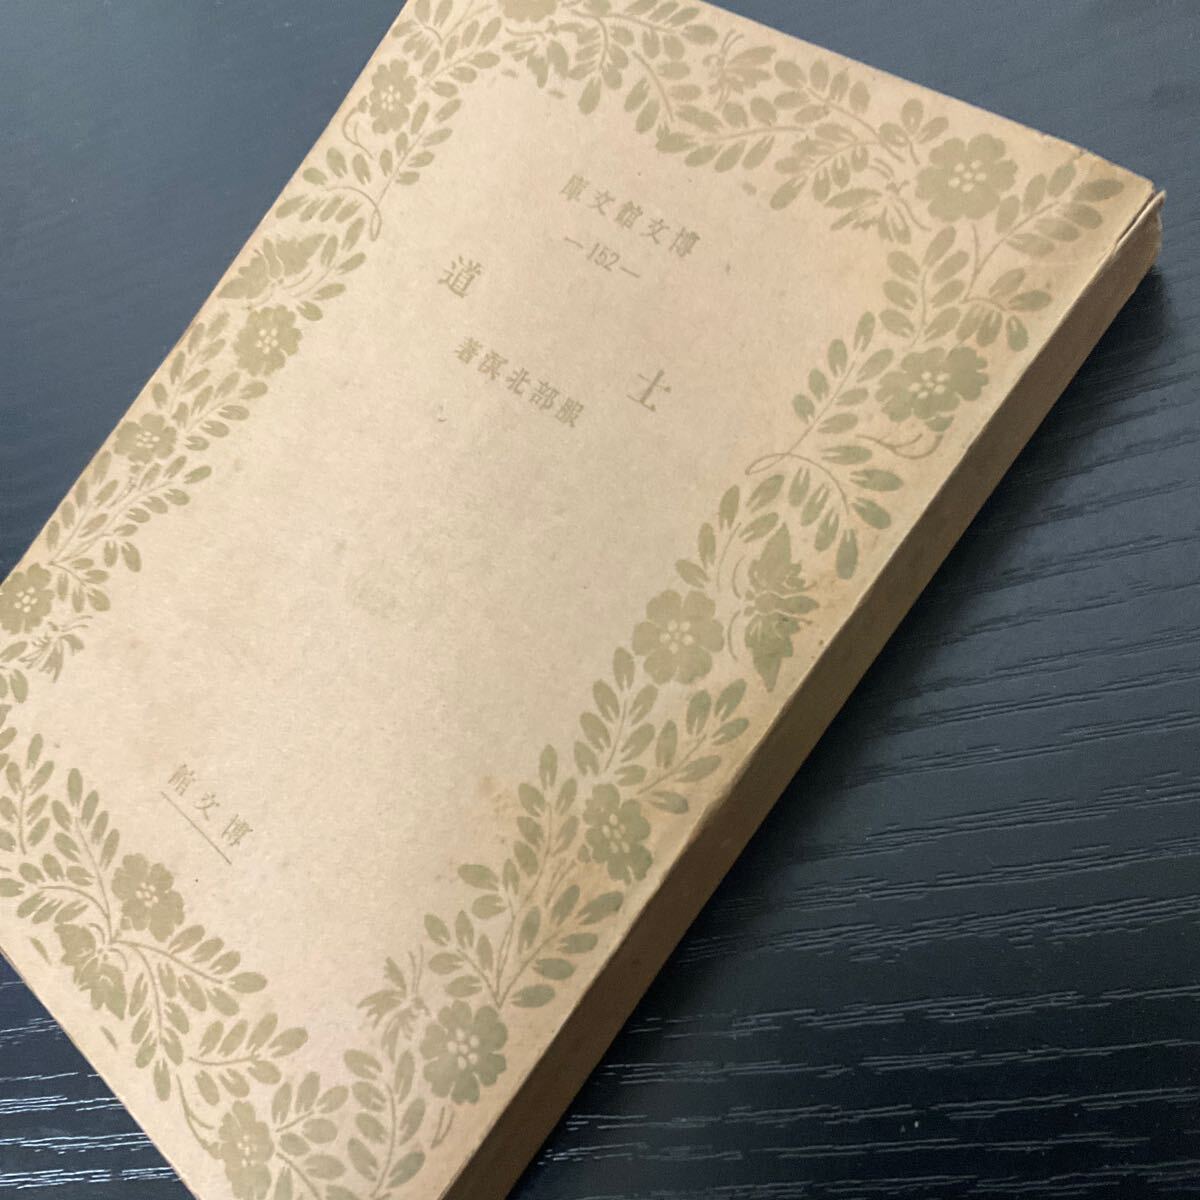 博文館文庫
—152—
士道
服部北溟著
博文館